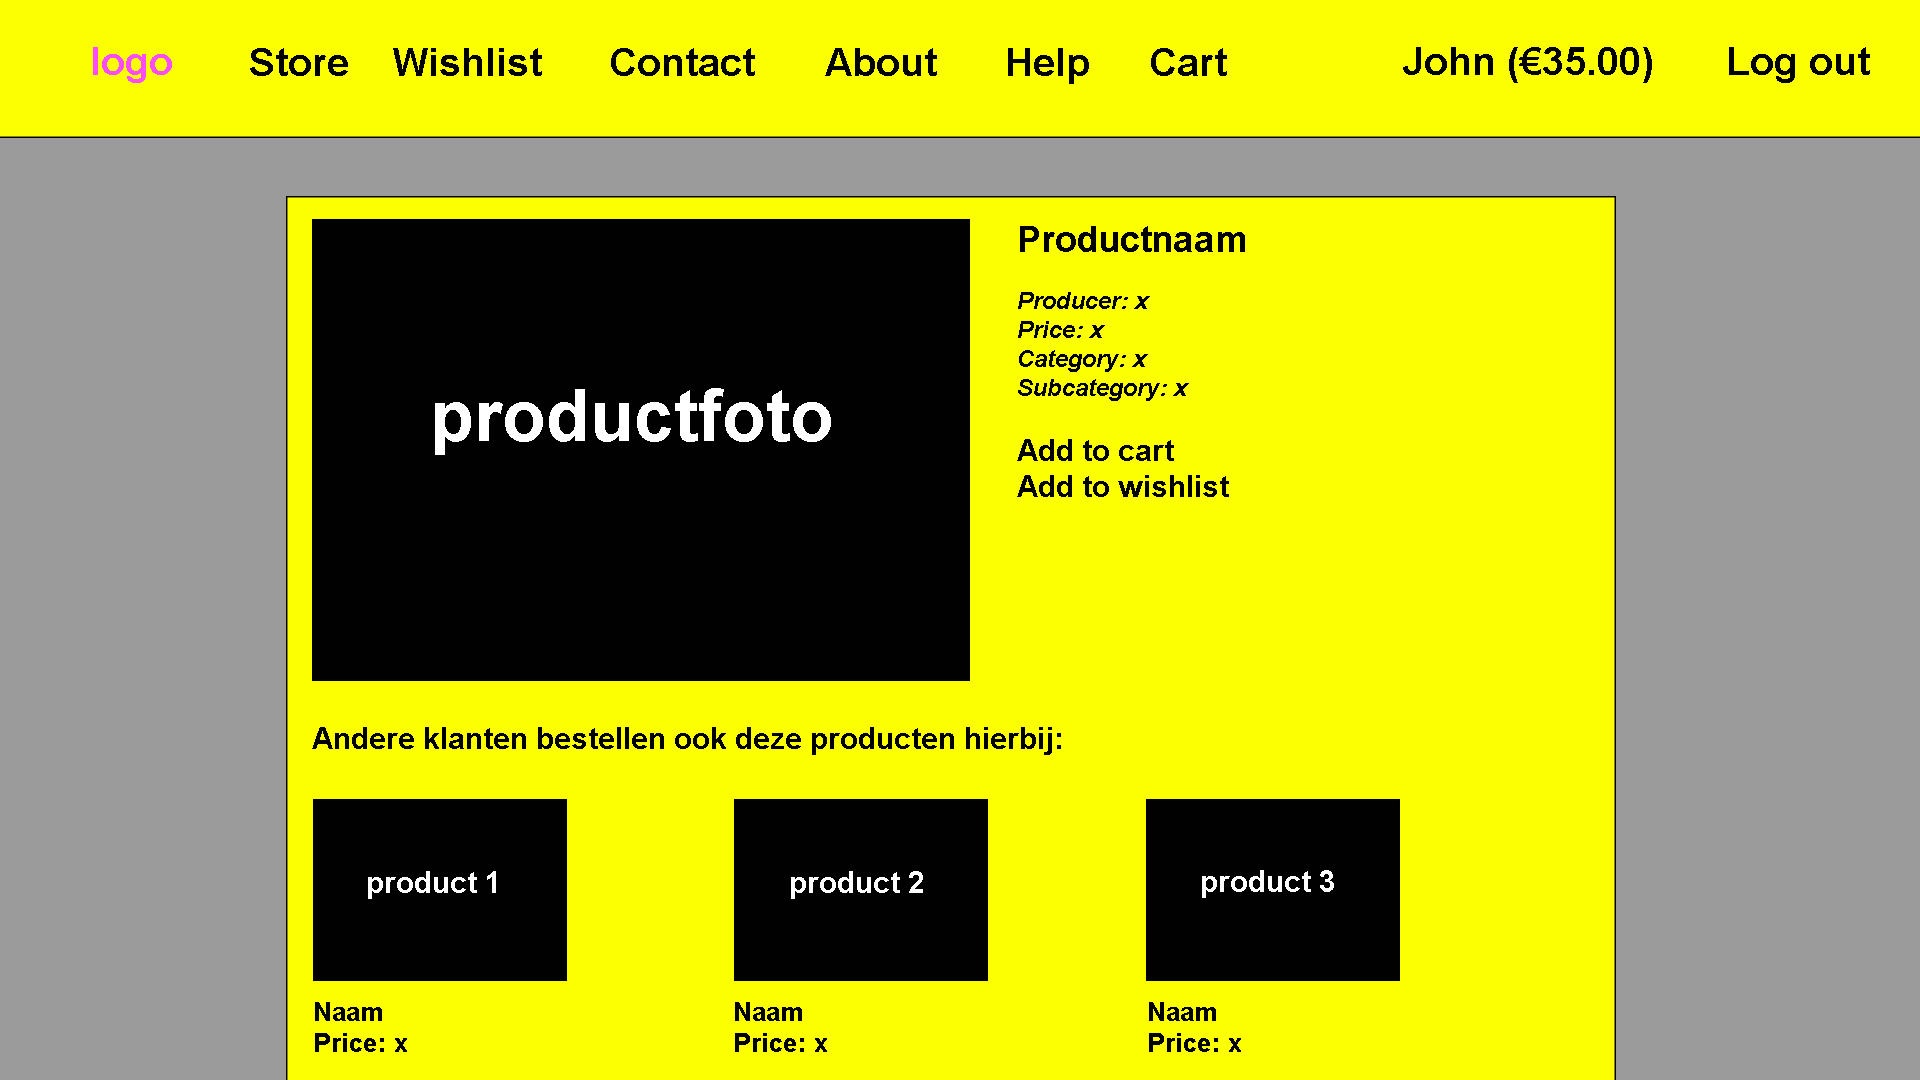 logo Store Wishlist Contact About Help Cart John (€35.00) Log out
productfoto
Productnaam
Producer: x
Price: x
Category: x
Subcategory: x
Add to cart
Add to wishlist
Andere klanten bestellen ook deze producten hierbij:
product 1
Naam
Price: x
product 2
Naam
Price: x
product 3
Naam
Price: x